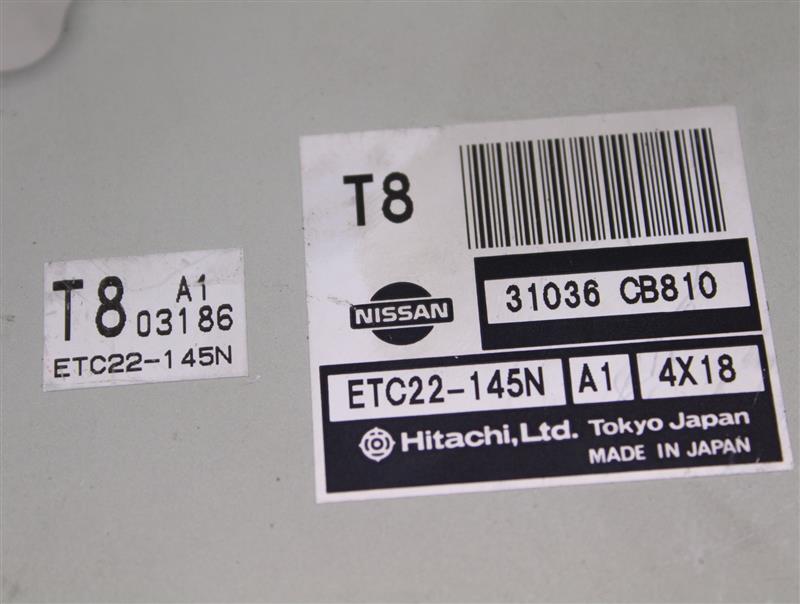 T8 A1
03186
ETC22-145N
T8
NISSAN
31036 CB810
ETC22-145N A1 4X18
Hitachi,Ltd. Tokyo Japan
MADE IN JAPAN